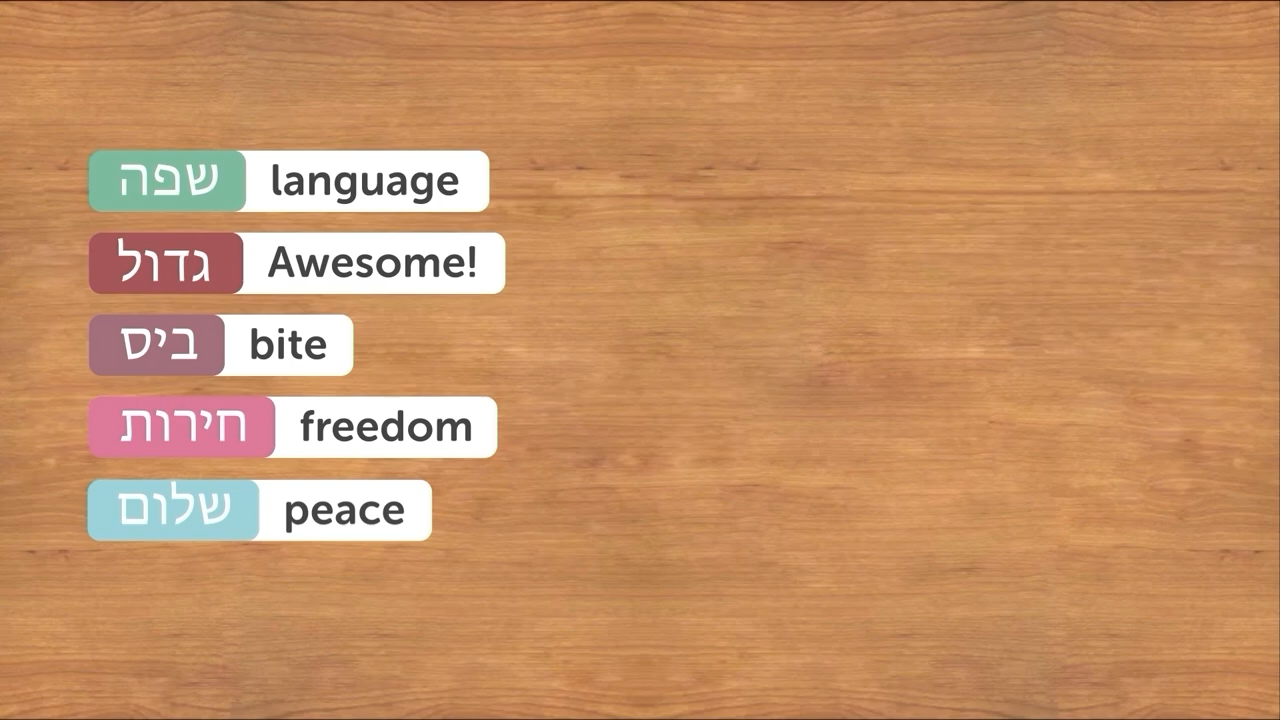 שפה language
גדול Awesome!
ביס bite
חירות freedom
שלום peace